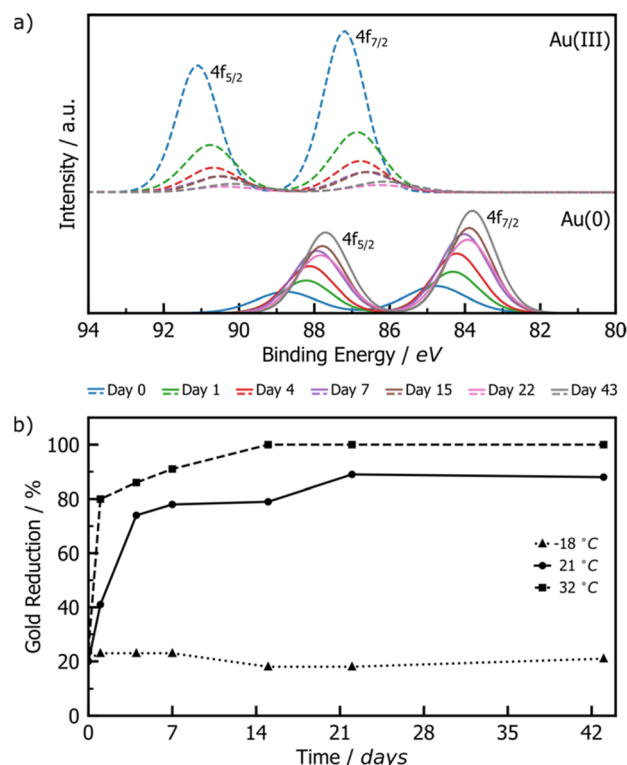 a)
4f5/2
4f7/2
Au(III)
Intensity / a.u.
4f5/2
4f7/2
Au(0)
94 92 90 88 86 84 82 80
Binding Energy / eV
Day 0 Day 1 Day 4 Day 7 Day 15 Day 22 Day 43
b)
Gold Reduction / %
100
80
60
40
20
0
-18 °C
21 °C
32 °C
0 7 14 21 28 35 42
Time / days